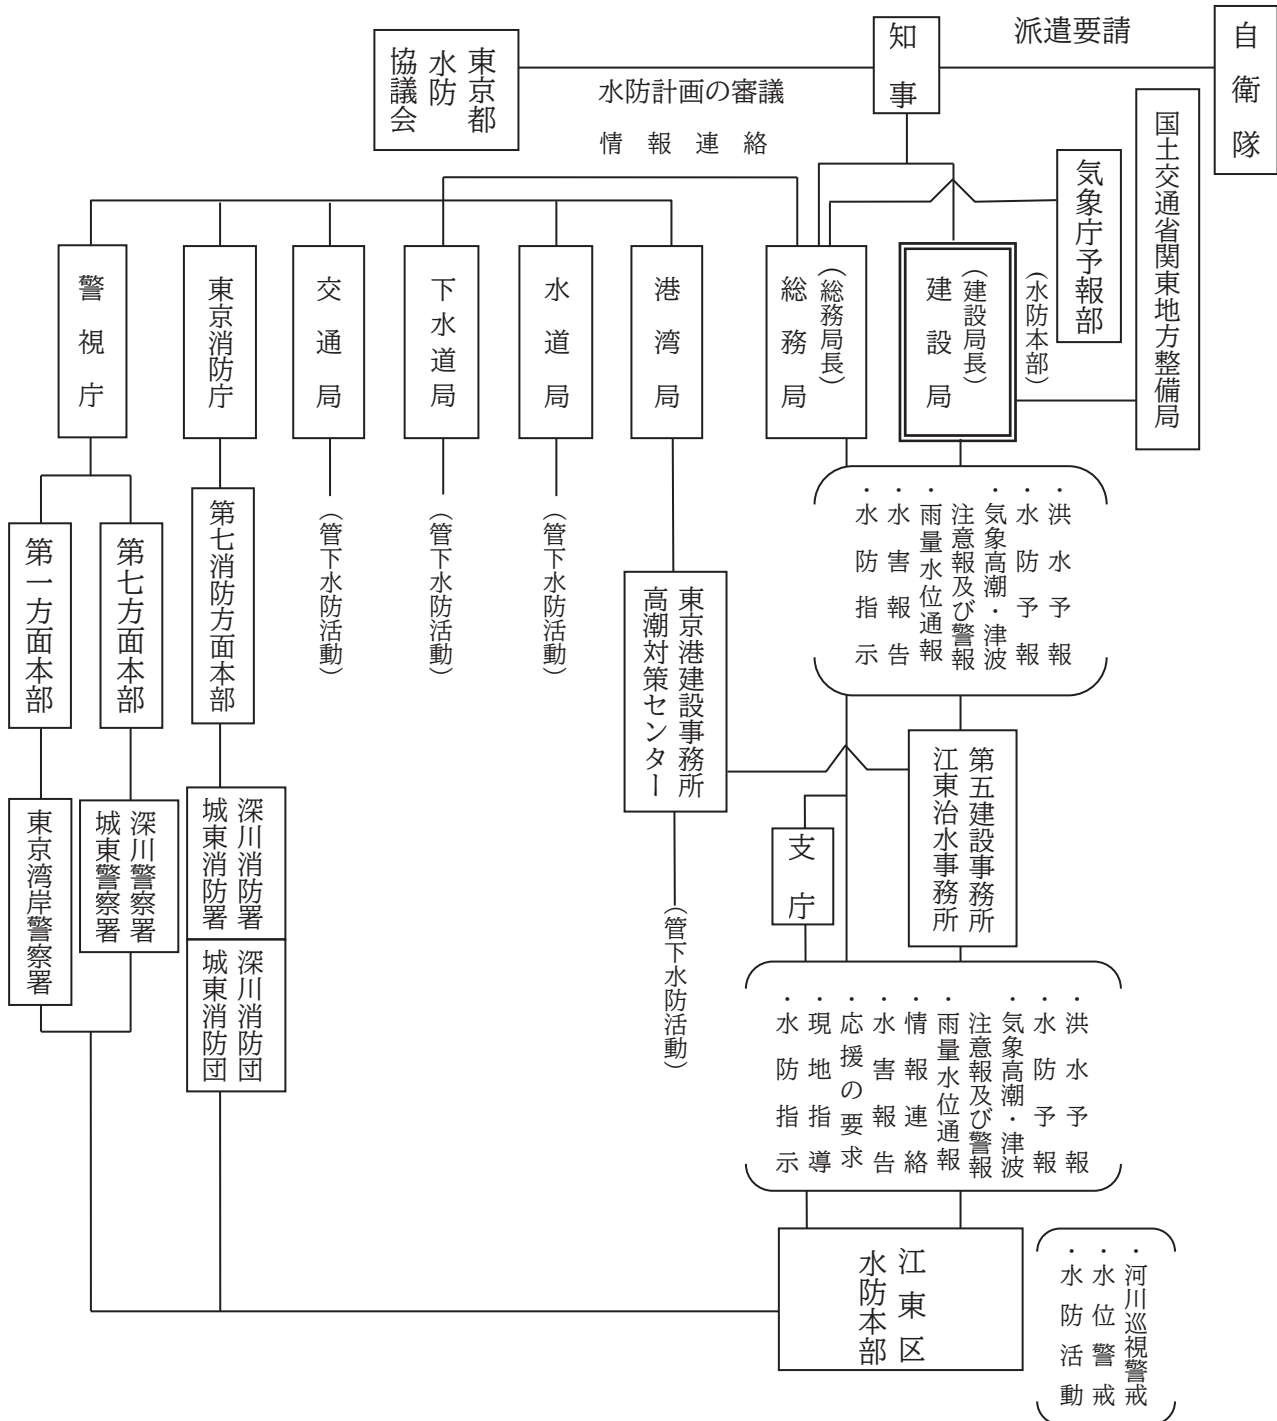 自衛隊
派遣要請
知事
水防計画の審議
情報連絡
東京都
水防
協議会
国土交通省関東地方整備局
気象庁予報部
(水防本部)
(建設局長)
建設局
(総務局長)
総務局
港湾局
水道局
下水道局
交通局
東京消防庁
警視庁
・洪水予報
・水防予報
・気象高潮・津波
注意報及び警報
・雨量水位通報
・水害報告
・水防指示
(管下水防活動)
(管下水防活動)
(管下水防活動)
第七消防方面本部
第七方面本部
第一方面本部
東京港建設事務所
高潮対策センター
第五建設事務所
江東治水事務所
支庁
(管下水防活動)
深川消防署
城東消防署
深川消防団
城東消防団
深川警察署
城東警察署
東京湾岸警察署
・洪水予報
・水防予報
・気象高潮・津波
注意報及び警報
・雨量水位通報
・情報連絡
・水害報告
・応援の要求
・現地指導
・水防指示
江東区
水防本部
・河川巡視警戒
・水位警戒
・水防活動